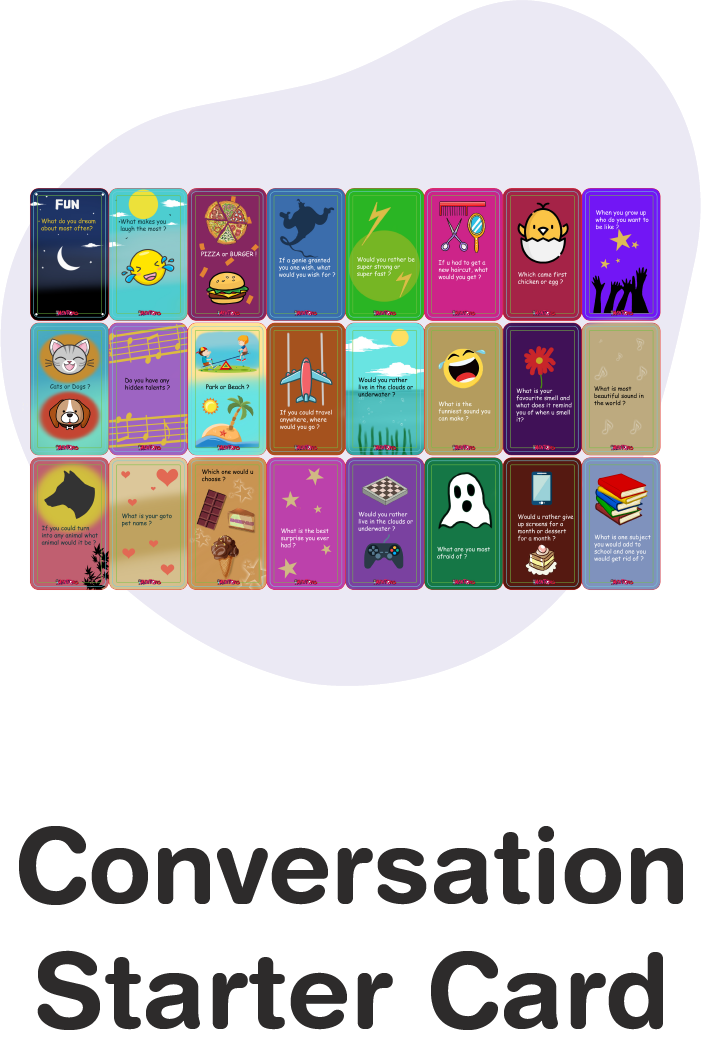 FUN
What do you dream
about most often?
What makes you
laugh the most ?
PIZZA or BURGER !
If a genie granted
you one wish, what
would you wish for ?
Would you rather be
super strong or
super fast ?
If u had to get a
new haircut, what
would you get ?
Which came first
chicken or egg ?
When you grow up
who do you want to
be like ?
Cats or Dogs ?
Do you have any
hidden talents ?
Park or Beach ?
If you could travel
anywhere, where
would you go ?
Would you rather
live in the clouds or
underwater ?
What is the
funniest sound you
can make ?
What is your
favourite smell and
what does it remind
you of when u smell
it?
What is most
beautiful sound in
the world ?
If you could turn
into any animal what
animal would it be ?
What is your goto
pet name ?
Which one would u
choose ?
What is the best
surprise you ever
had ?
Would you rather
live in the clouds or
underwater ?
What are you most
afraid of ?
Would u rather give
up screens for a
month or dessert
for a month ?
What is one subject
you would add to
school and one you
would get rid of ?
Conversation
Starter Card